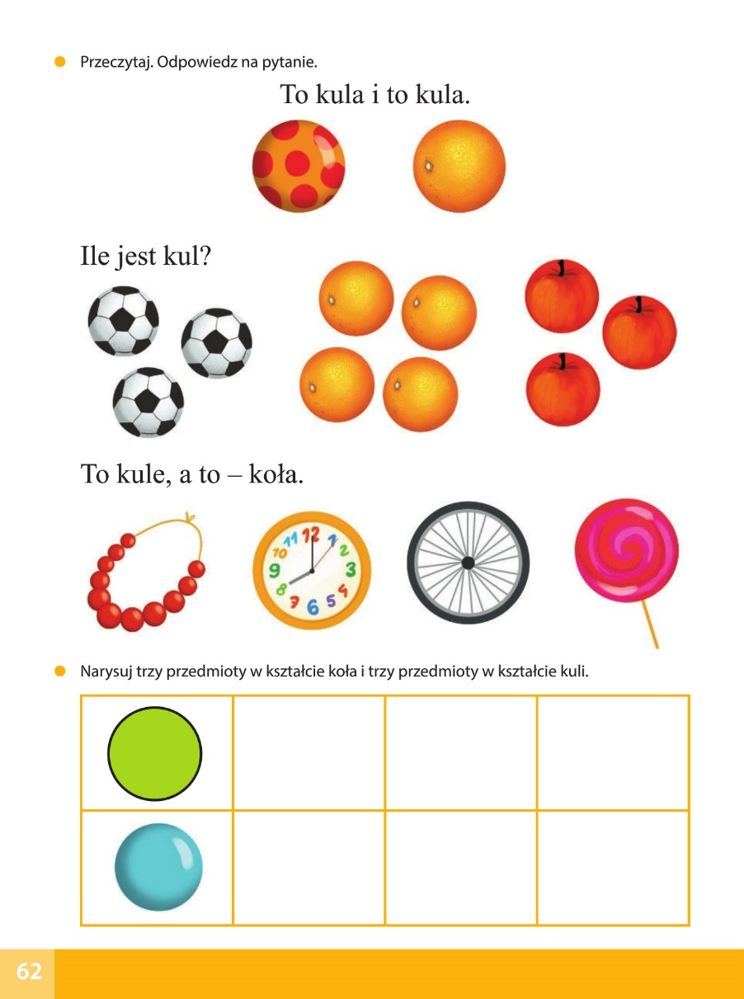 Przeczytaj. Odpowiedz na pytanie.
To kula i to kula.
Ile jest kul?
To kule, a to – koła.
12
1
2
3
4
5
6
7
8
9
10
11
Narysuj trzy przedmioty w kształcie koła i trzy przedmioty w kształcie kuli.
62